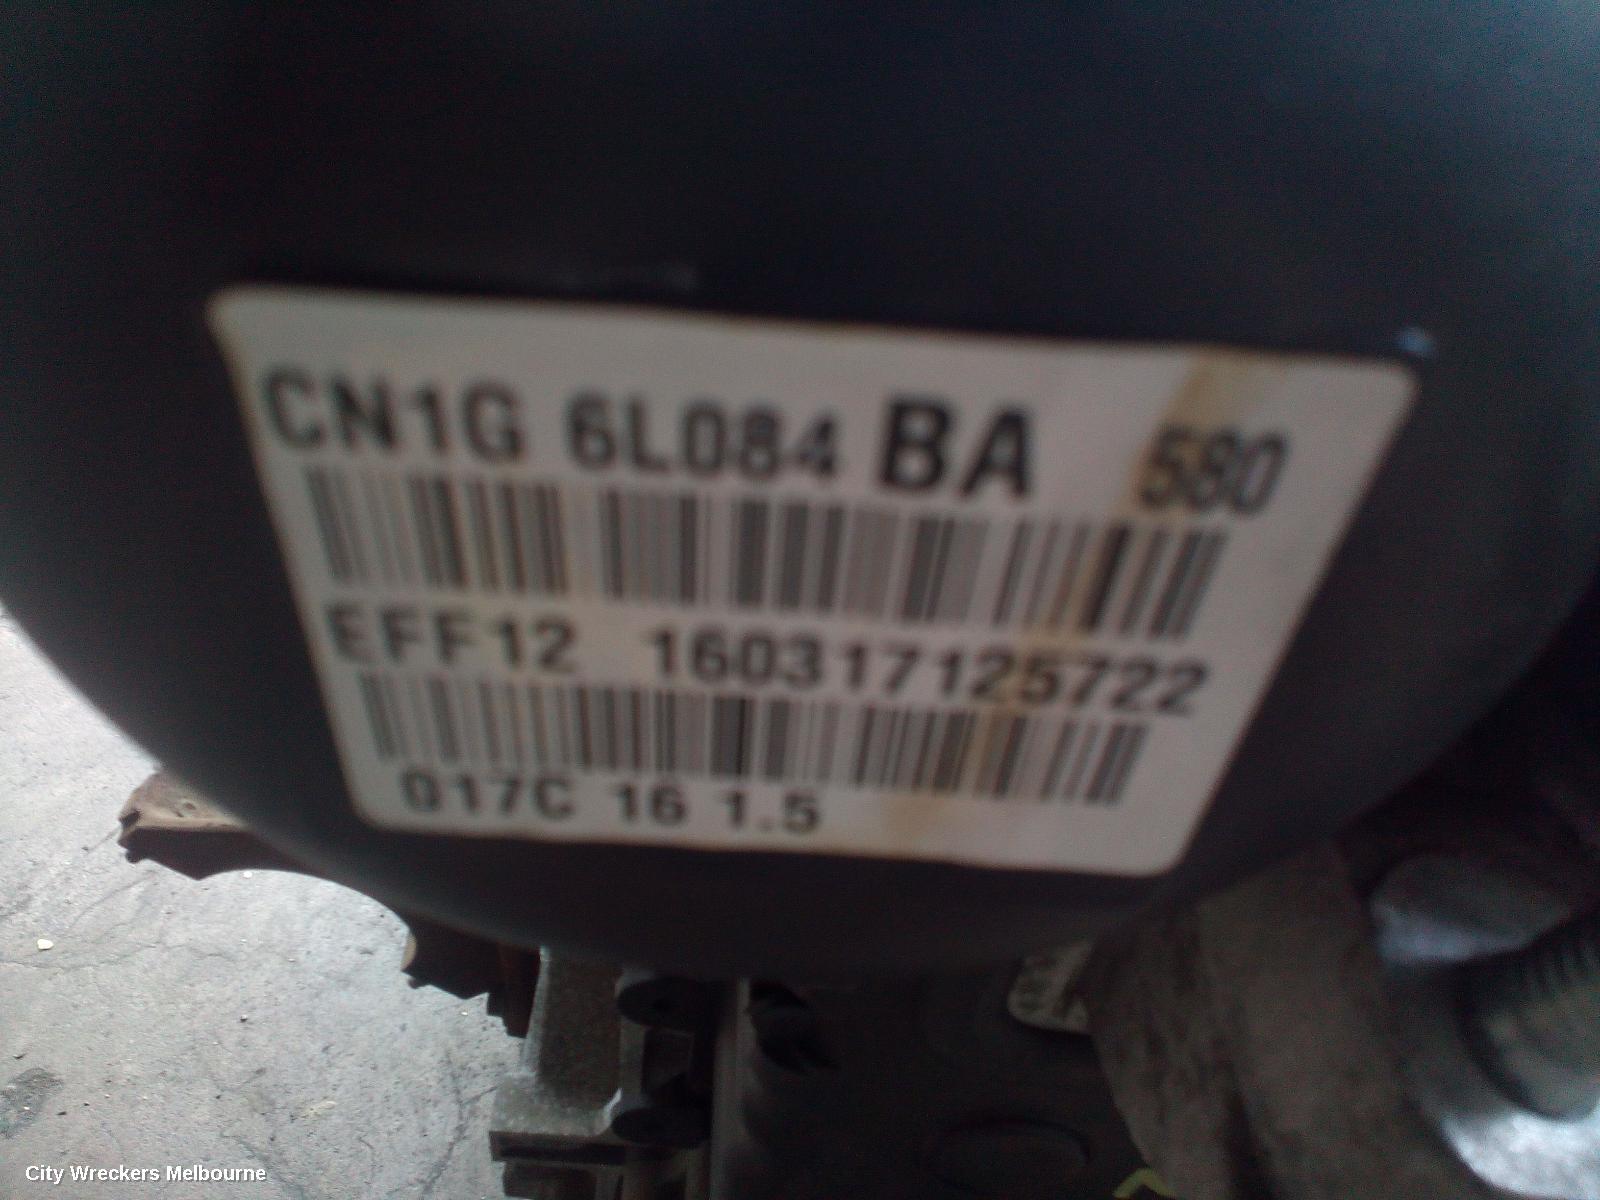 CN1G 6L084 BA 580
EFF12 160317125722
017C 16 1.5
City Wreckers Melbourne